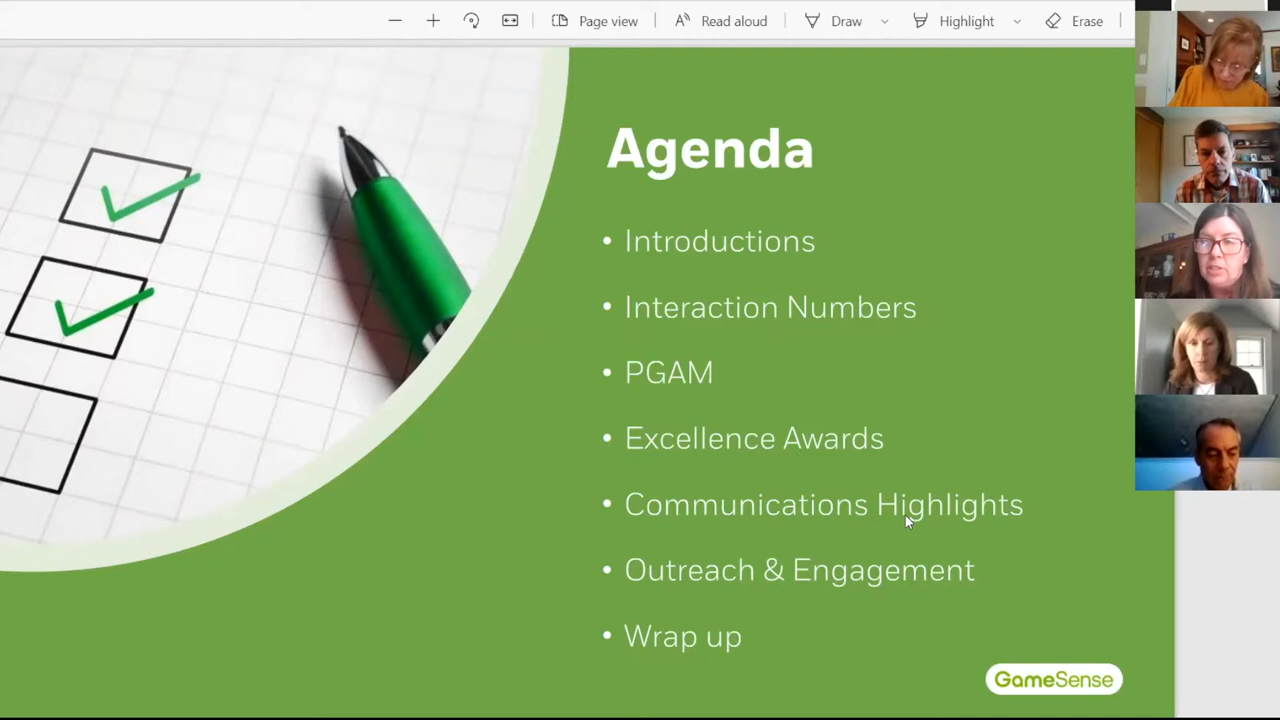 Page view
Read aloud
Draw
Highlight
Erase
Agenda
• Introductions
• Interaction Numbers
• PGAM
• Excellence Awards
• Communications Highlights
• Outreach & Engagement
• Wrap up
GameSense